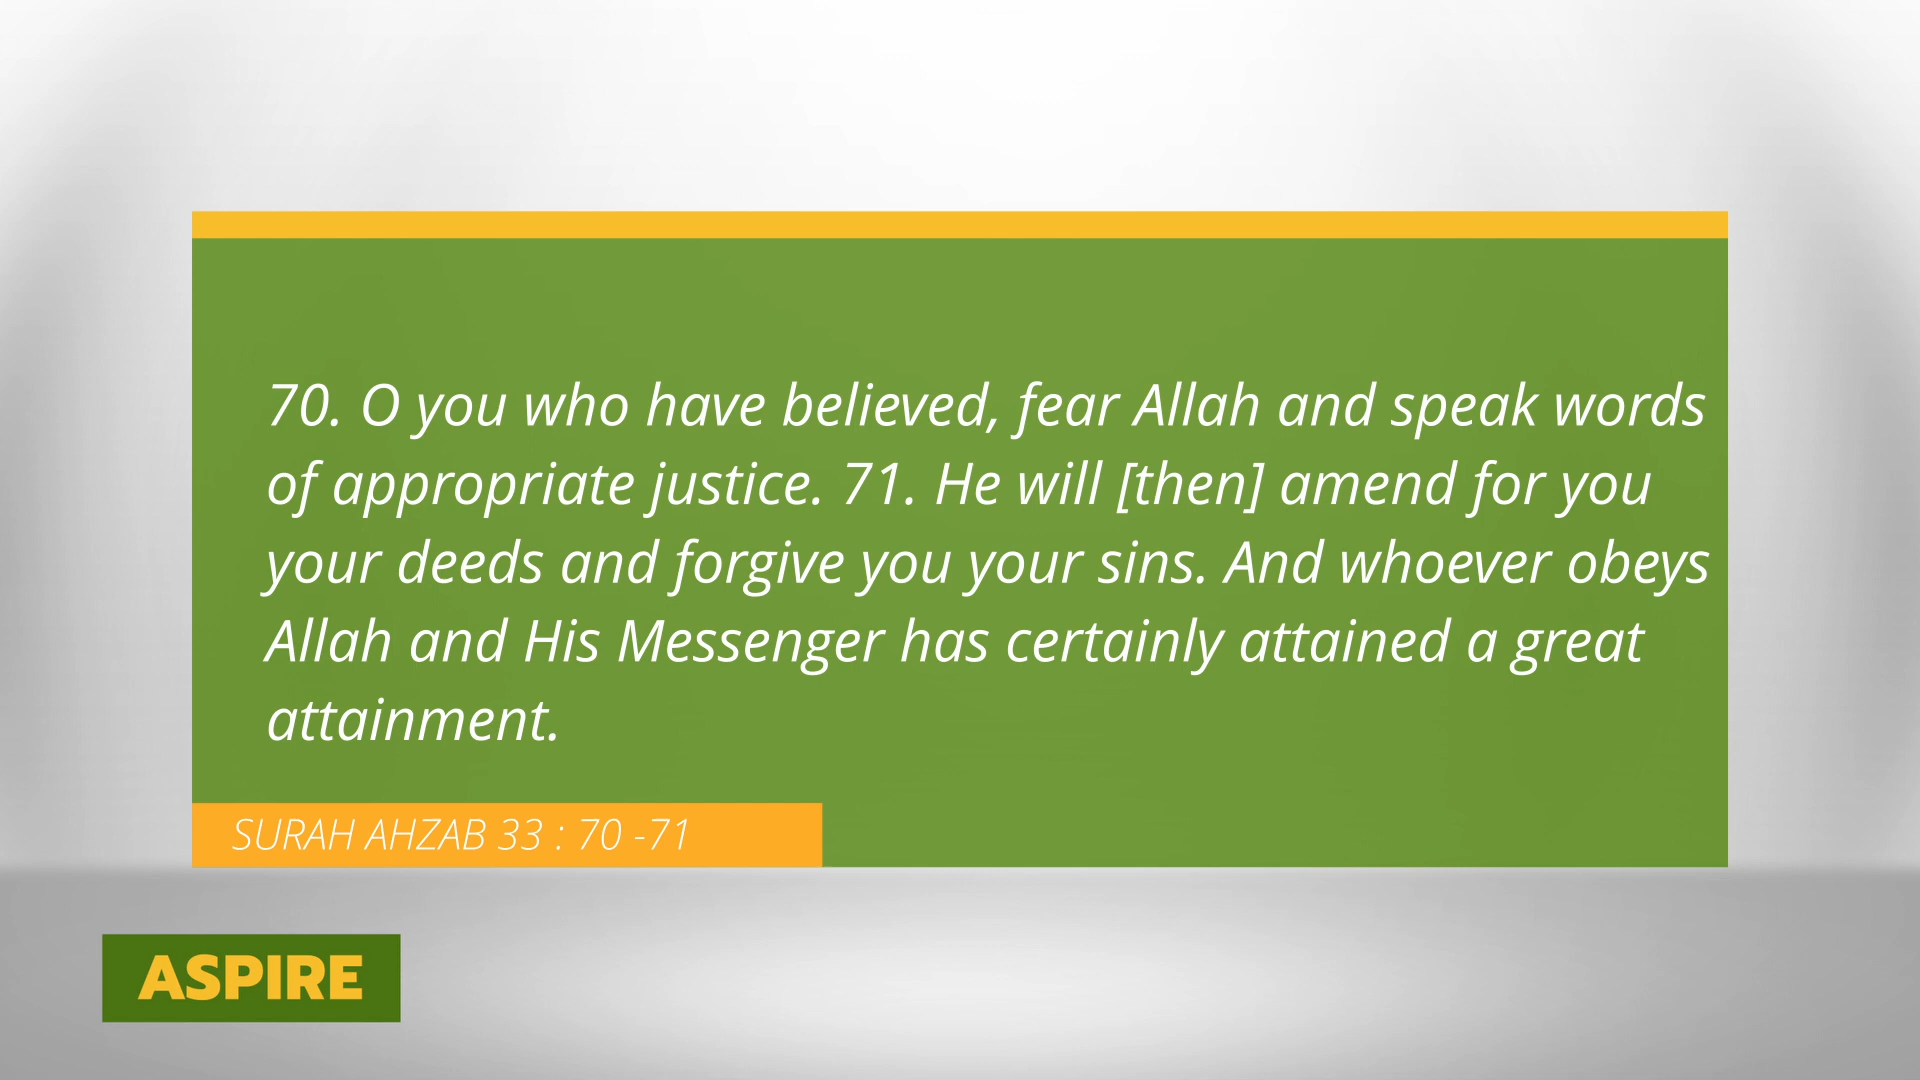 70. O you who have believed, fear Allah and speak words
of appropriate justice. 71. He will [then] amend for you
your deeds and forgive you your sins. And whoever obeys
Allah and His Messenger has certainly attained a great
attainment.
SURAH AHZAB 33 : 70 -71
ASPIRE